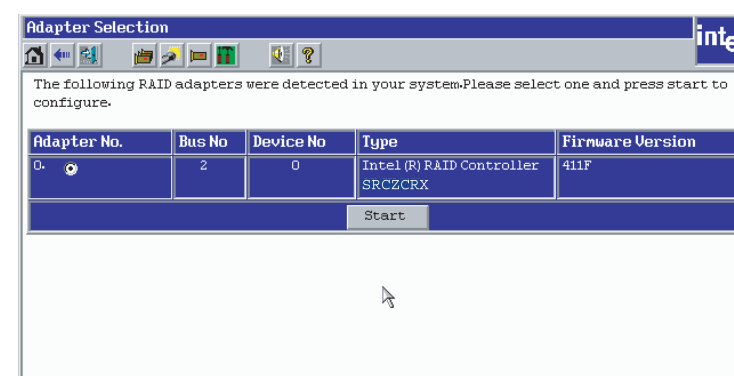 Adapter Selection
inte
The following RAID adapters were detected in your system.Please select one and press start to
configure.
Adapter No. Bus No Device No Type Firmware Version
0. 2 0 Intel(R) RAID Controller 411F
SRCZCRX
Start